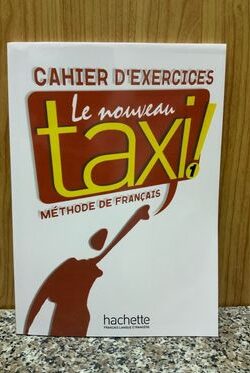 CAHIER D'EXERCICES
Le nouveau
taxi!
1
MÉTHODE DE FRANÇAIS
hachette
FRANÇAIS LANGUE ÉTRANGÈRE